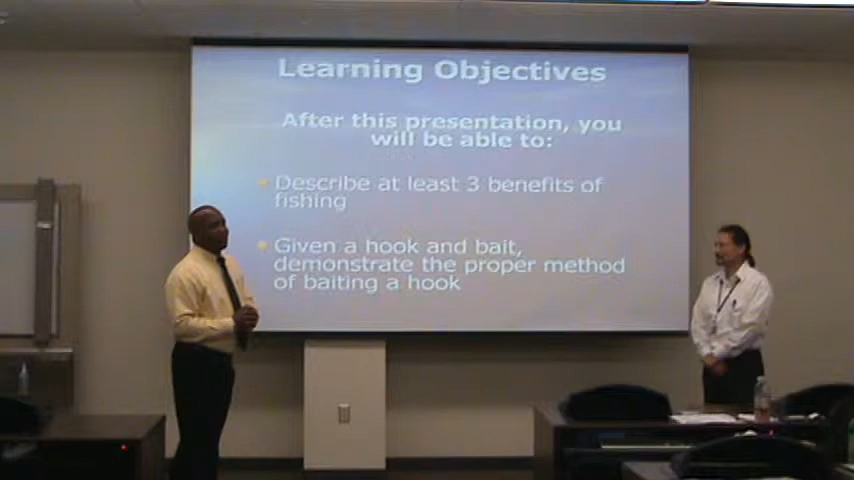 Learning Objectives
After this presentation, you
will be able to:
Describe at least 3 benefits of
fishing
Given a hook and bait,
demonstrate the proper method
of baiting a hook